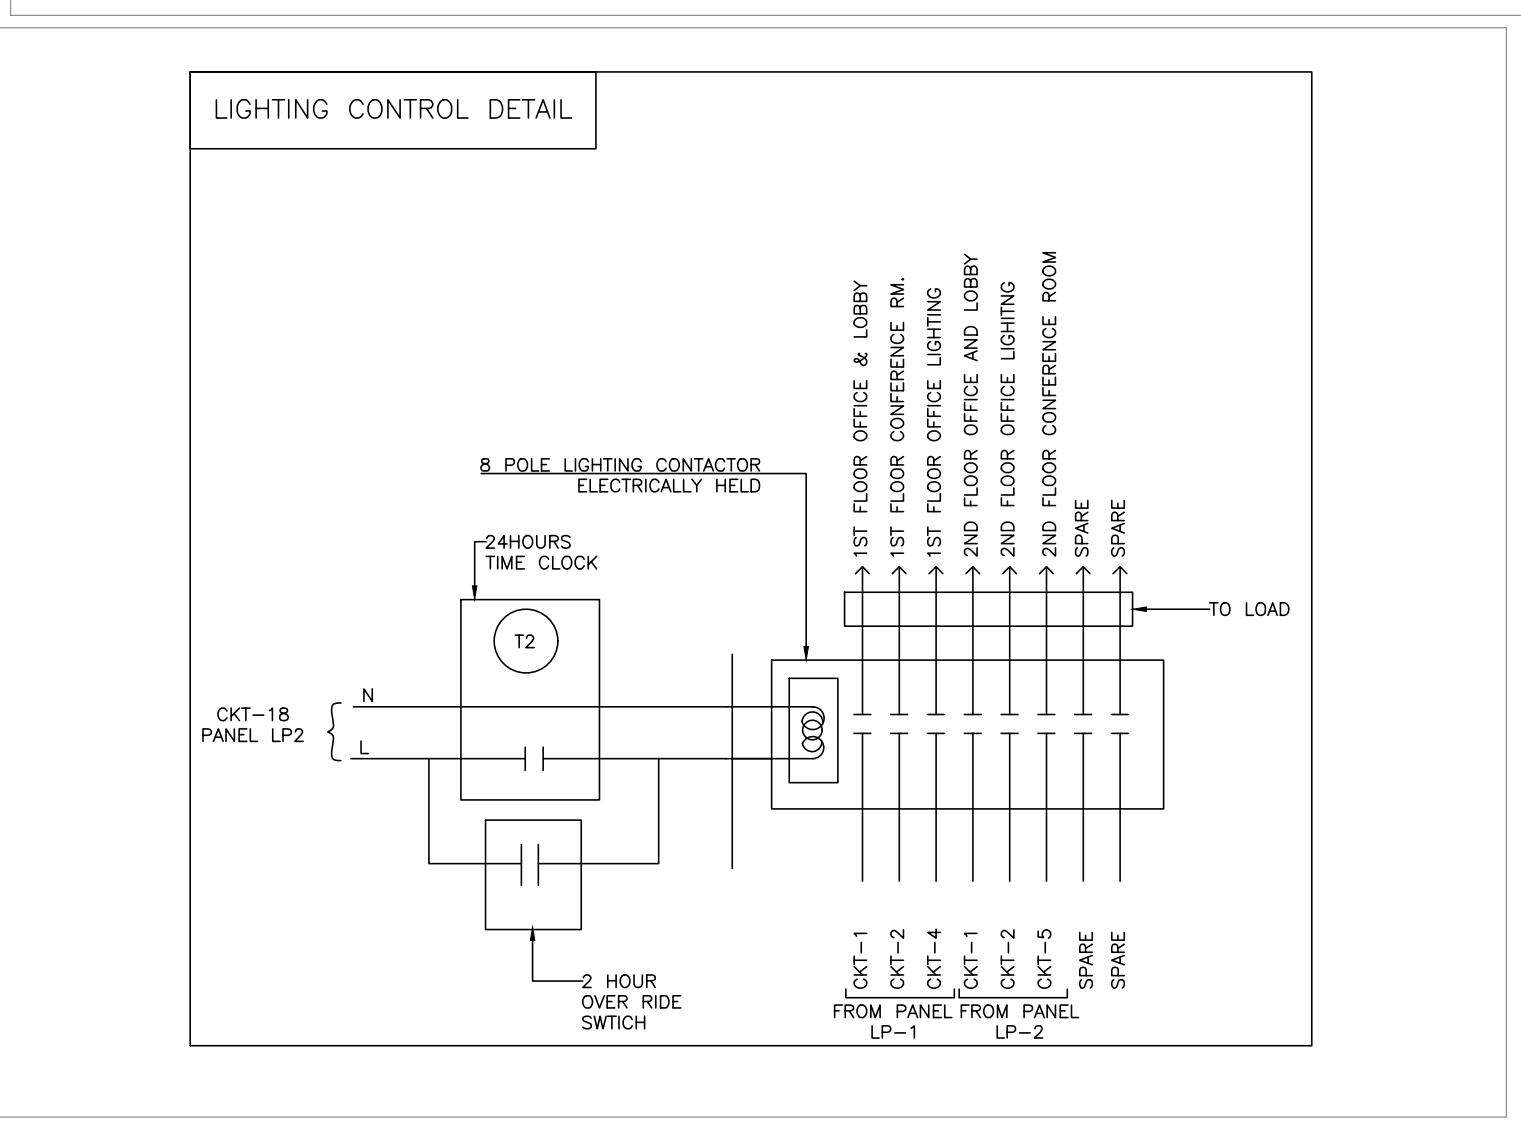 LIGHTING CONTROL DETAIL
1ST FLOOR OFFICE & LOBBY
1ST FLOOR CONFERENCE RM.
1ST FLOOR OFFICE LIGHTING
2ND FLOOR OFFICE AND LOBBY
2ND FLOOR OFFICE LIGHITNG
2ND FLOOR CONFERENCE ROOM
SPARE
SPARE
8 POLE LIGHTING CONTACTOR
ELECTRICALLY HELD
24HOURS
TIME CLOCK
TO LOAD
T2
N
CKT-18
PANEL LP2
L
2 HOUR
OVER RIDE
SWTICH
CKT-1
CKT-2
CKT-4
CKT-1
CKT-2
CKT-5
SPARE
SPARE
FROM PANEL
LP-1
FROM PANEL
LP-2